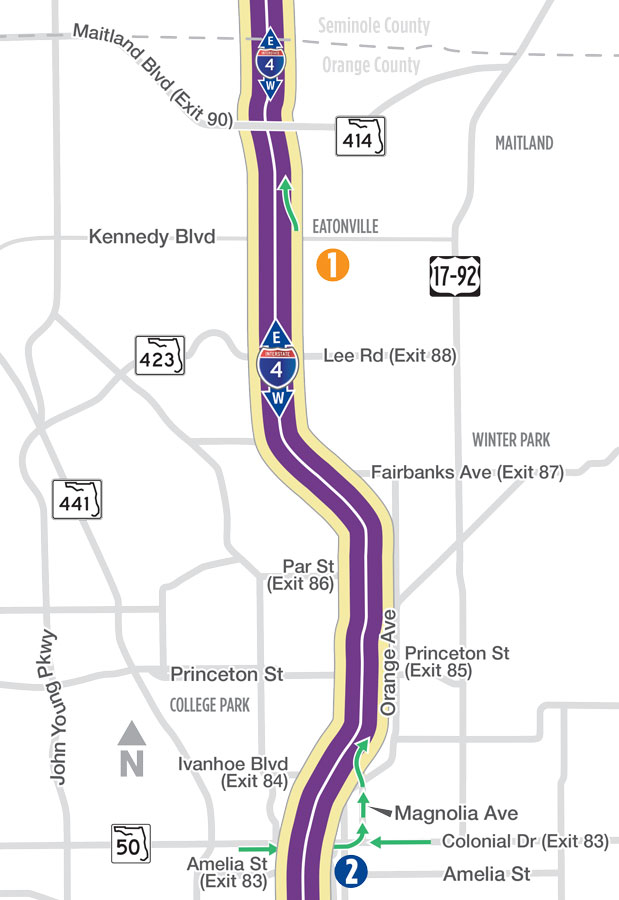 Seminole County
Orange County
E
INTERSTATE
4
W
Maitland Blvd (Exit 90)
414
MAITLAND
Kennedy Blvd
EATONVILLE
1
17-92
E
INTERSTATE
4
W
423
Lee Rd (Exit 88)
WINTER PARK
Fairbanks Ave (Exit 87)
441
Par St
(Exit 86)
Orange Ave
Princeton St
(Exit 85)
Princeton St
John Young Pkwy
COLLEGE PARK
N
Ivanhoe Blvd
(Exit 84)
Magnolia Ave
50
Colonial Dr (Exit 83)
Amelia St
(Exit 83)
2
Amelia St